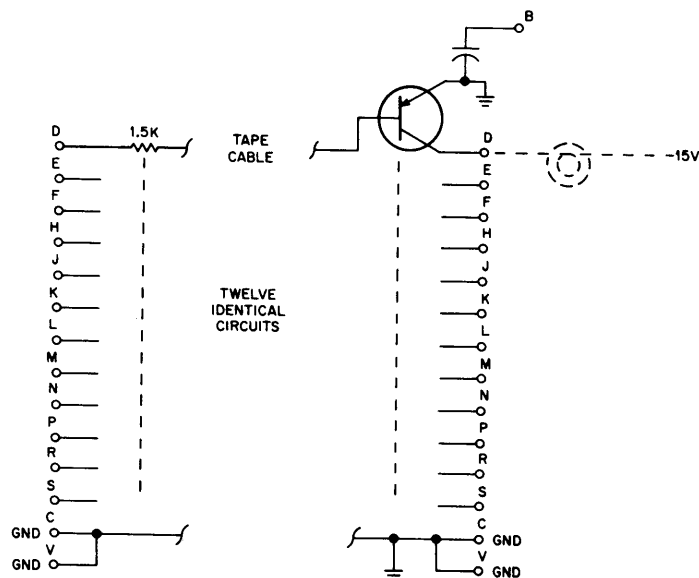 B
D
1.5K
TAPE
CABLE
D
-15V
E
E
F
F
H
H
J
J
K
TWELVE
IDENTICAL
CIRCUITS
K
L
L
M
M
N
N
P
P
R
R
S
S
C
GND
C
GND
V
GND
V
GND